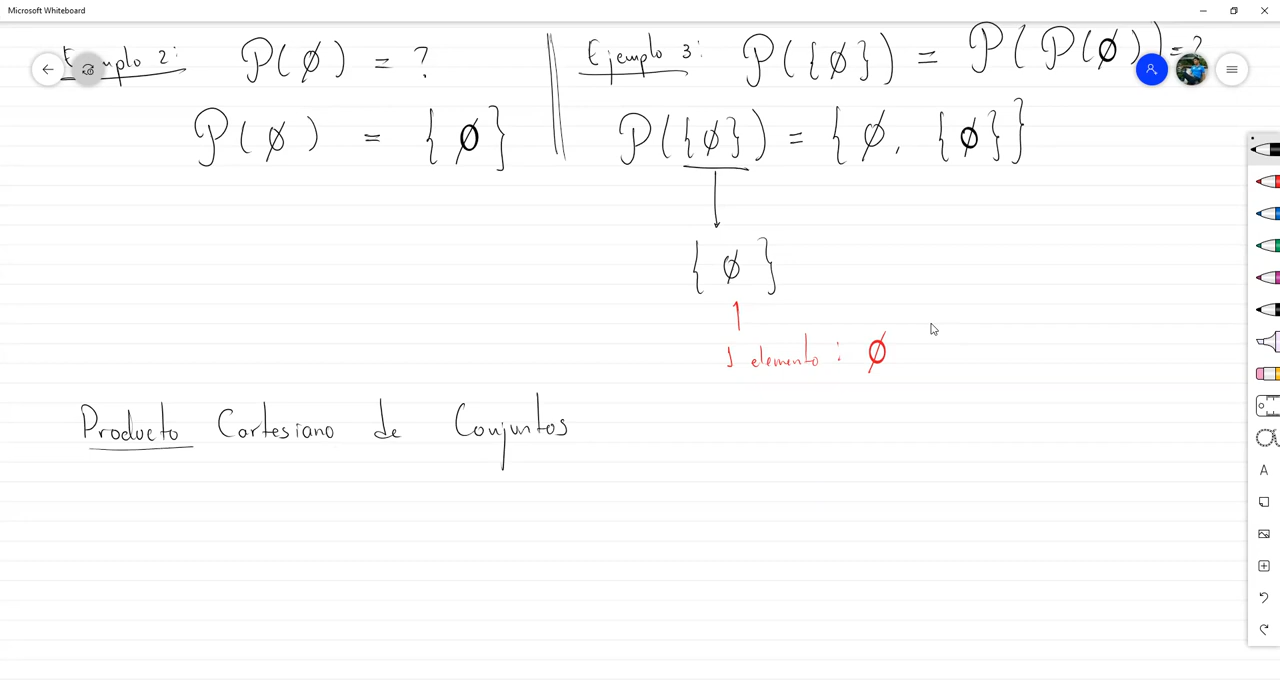 Microsoft Whiteboard
Ejemplo 2: P(∅) = ?
P(∅) = {∅}
Ejemplo 3: P({∅}) = P(P(∅)) = ?
P({∅}) = {∅, {∅}}
{∅}
1 elemento: ∅
Producto Cartesiano de Conjuntos
A